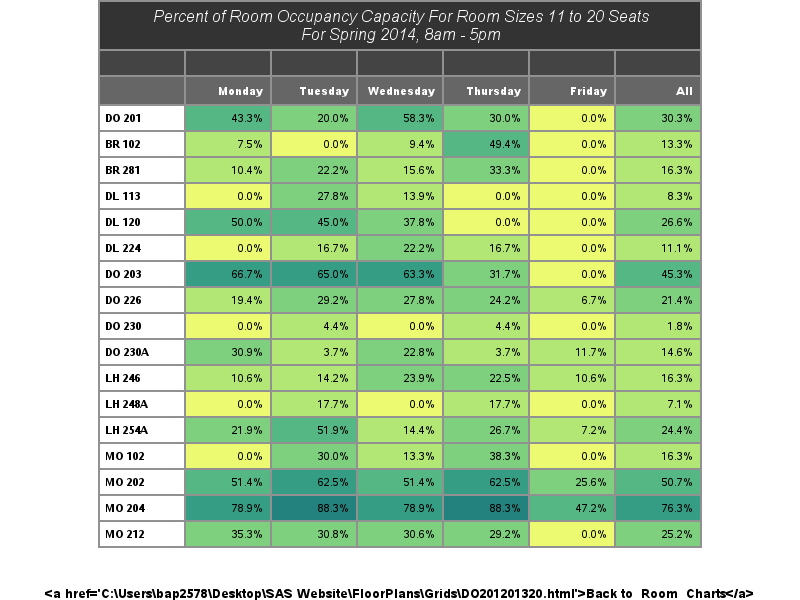 Percent of Room Occupancy Capacity For Room Sizes 11 to 20 Seats
For Spring 2014, 8am - 5pm
Monday Tuesday Wednesday Thursday Friday All
DO 201 43.3% 20.0% 58.3% 30.0% 0.0% 30.3%
BR 102 7.5% 0.0% 9.4% 49.4% 0.0% 13.3%
BR 281 10.4% 22.2% 15.6% 33.3% 0.0% 16.3%
DL 113 0.0% 27.8% 13.9% 0.0% 0.0% 8.3%
DL 120 50.0% 45.0% 37.8% 0.0% 0.0% 26.6%
DL 224 0.0% 16.7% 22.2% 16.7% 0.0% 11.1%
DO 203 66.7% 65.0% 63.3% 31.7% 0.0% 45.3%
DO 226 19.4% 29.2% 27.8% 24.2% 6.7% 21.4%
DO 230 0.0% 4.4% 0.0% 4.4% 0.0% 1.8%
DO 230A 30.9% 3.7% 22.8% 3.7% 11.7% 14.6%
LH 246 10.6% 14.2% 23.9% 22.5% 10.6% 16.3%
LH 248A 0.0% 17.7% 0.0% 17.7% 0.0% 7.1%
LH 254A 21.9% 51.9% 14.4% 26.7% 7.2% 24.4%
MO 102 0.0% 30.0% 13.3% 38.3% 0.0% 16.3%
MO 202 51.4% 62.5% 51.4% 62.5% 25.6% 50.7%
MO 204 78.9% 88.3% 78.9% 88.3% 47.2% 76.3%
MO 212 35.3% 30.8% 30.6% 29.2% 0.0% 25.2%
<a href='C:\Users\bap2578\Desktop\SAS Website\FloorPlans\Grids\DO201201320.html'>Back to Room Charts</a>